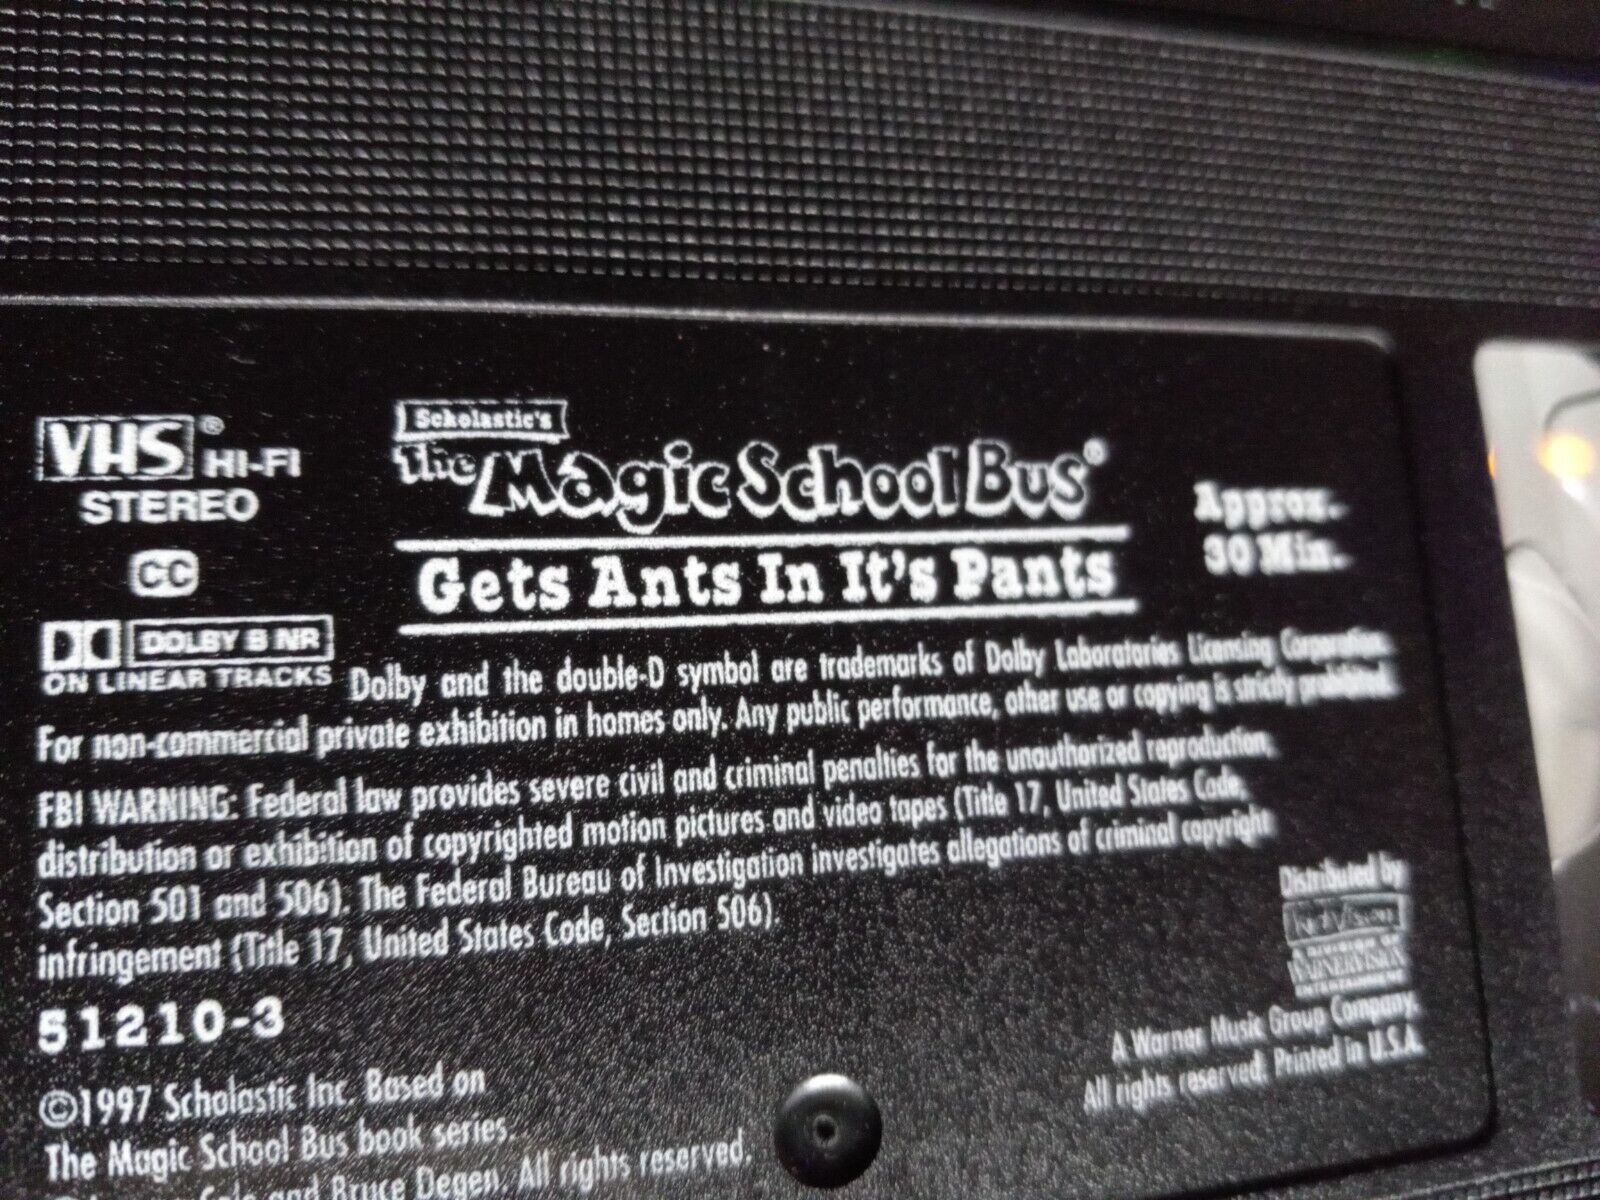 VHS® HI-FI
STEREO
CC
DOLBY B NR
ON LINEAR TRACKS
Scholastic's
The Magic School Bus®
Gets Ants In It's Pants
Approx.
30 Min.
Dolby and the double-D symbol are trademarks of Dolby Laboratories Licensing Corporation.
For non-commercial private exhibition in homes only. Any public performance, other use or copying is strictly prohibited.
FBI WARNING: Federal law provides severe civil and criminal penalties for the unauthorized reproduction,
distribution or exhibition of copyrighted motion pictures and video tapes (Title 17, United States Code,
Section 501 and 506). The Federal Bureau of Investigation investigates allegations of criminal copyright
infringement (Title 17, United States Code, Section 506).
51210-3
©1997 Scholastic Inc. Based on
The Magic School Bus book series.
Cole and Bruce Degen. All rights reserved.
Distributed by
KidVision
DIVISION OF
WARNERVISION
ENTERTAINMENT
A Warner Music Group Company.
All rights reserved. Printed in U.S.A.